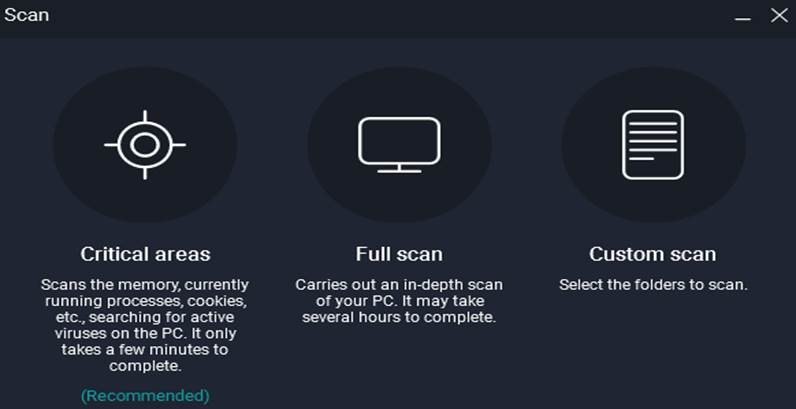 Scan
Critical areas
Scans the memory, currently
running processes, cookies,
etc., searching for active
viruses on the PC. It only
takes a few minutes to
complete.
(Recommended)
Full scan
Carries out an in-depth scan
of your PC. It may take
several hours to complete.
Custom scan
Select the folders to scan.